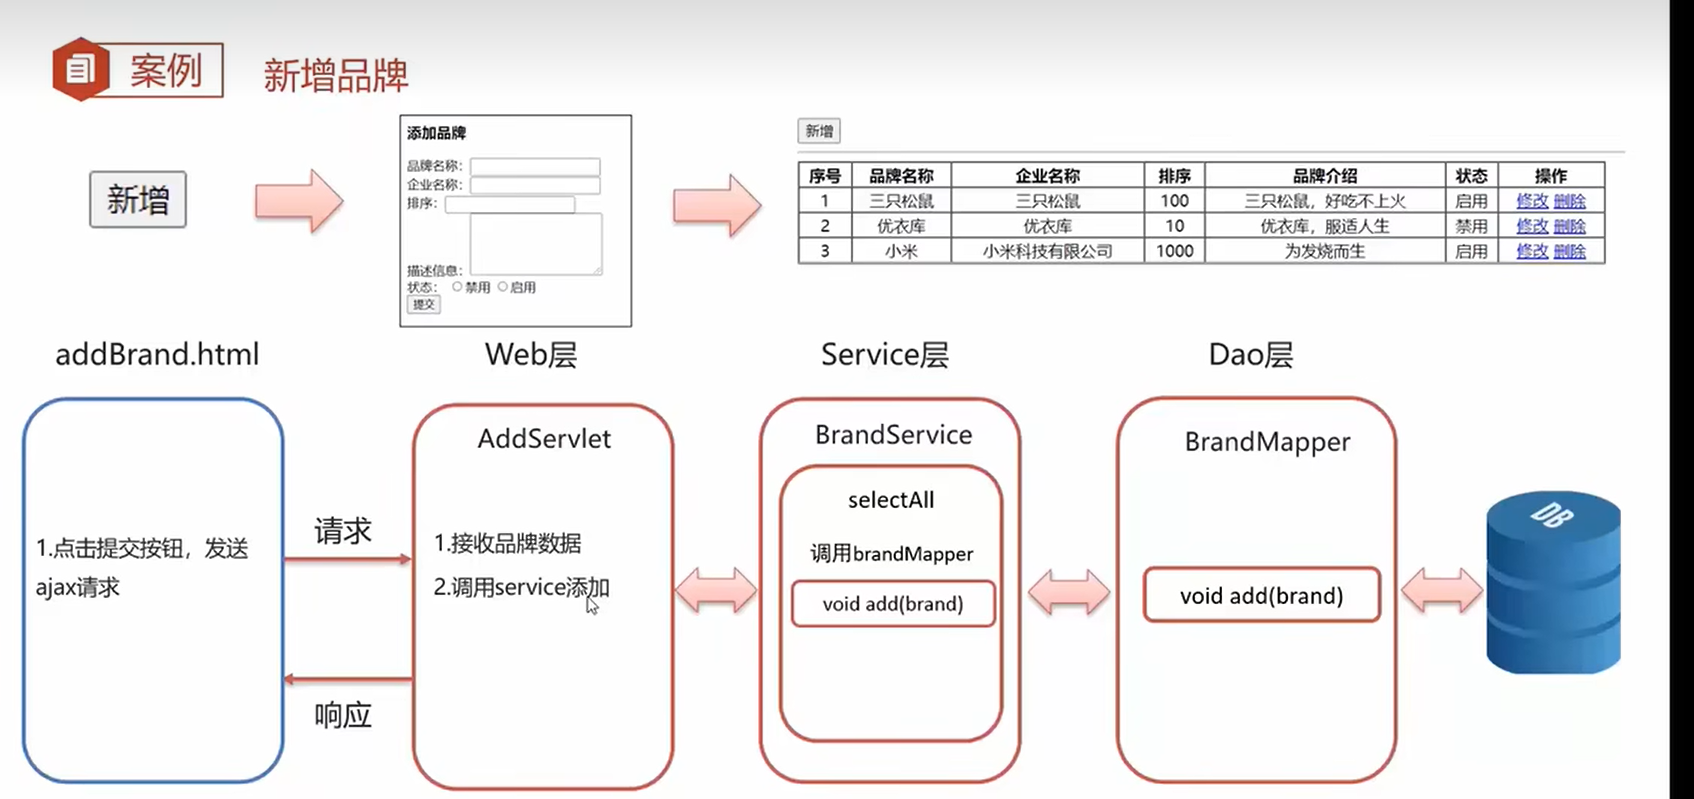 案例
新增品牌
新增
添加品牌
品牌名称:
企业名称:
排序:
描述信息:
状态: 禁用 启用
提交
新增
序号 品牌名称 企业名称 排序 品牌介绍 状态 操作
1 三只松鼠 三只松鼠 100 三只松鼠，好吃不上火 启用 修改 删除
2 优衣库 优衣库 10 优衣库，服适人生 禁用 修改 删除
3 小米 小米科技有限公司 1000 为发烧而生 启用 修改 删除
addBrand.html
Web层
Service层
Dao层
1.点击提交按钮，发送
ajax请求
请求
响应
AddServlet
1.接收品牌数据
2.调用service添加
BrandService
selectAll
调用brandMapper
void add(brand)
BrandMapper
void add(brand)
DB